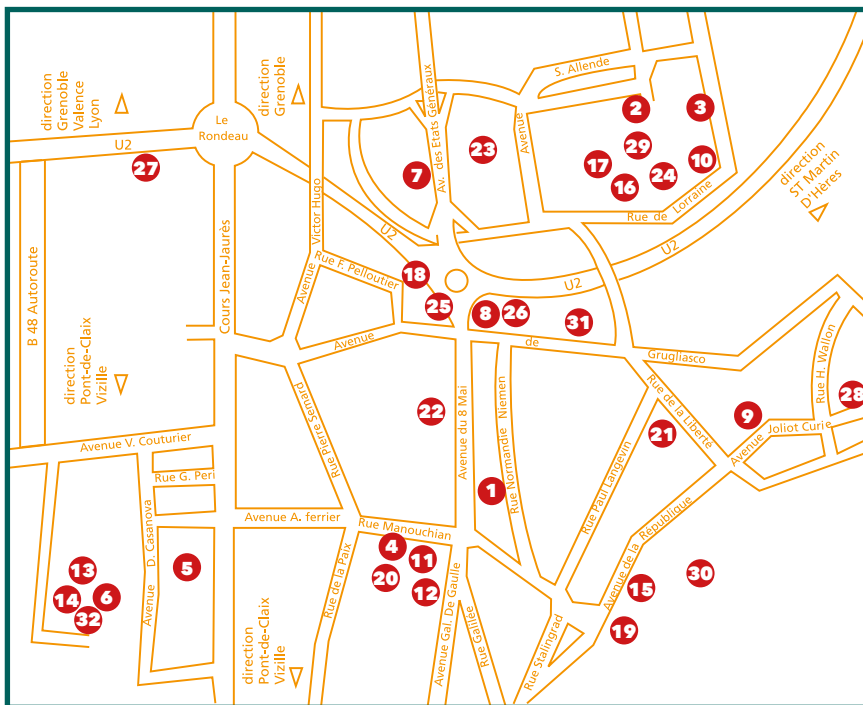 direction
Grenoble
Valence
Lyon
direction
Grenoble
Le
Rondeau
U2
27
Av. des Etats Généraux
7
23
Avenue
S. Allende
2
3
29
17
16
24
10
Rue de Lorraine
direction
ST Martin
D'Hères
B 48 Autoroute
Cours Jean-Jaurès
Avenue Victor Hugo
U2
Rue F. Pelloutier
18
25
8
26
31
U2
U2
direction
Pont-de-Claix
Vizille
Avenue de Grugliasco
Rue Pierre Semard
22
Avenue du 8 Mai
Rue Normandie Niemen
1
Rue Paul Langevin
21
Rue de la Liberté
9
Avenue Joliot Curie
Rue H. Wallon
28
Avenue V. Couturier
Rue G. Peri
Avenue D. Casanova
5
13
14
6
32
Avenue A. ferrier
Rue Manouchian
Rue de la Paix
4
11
20
12
Avenue Gal. De Gaulle
Rue Galilée
Rue Stalingrad
Avenue de la République
15
30
19
direction
Pont-de-Claix
Vizille